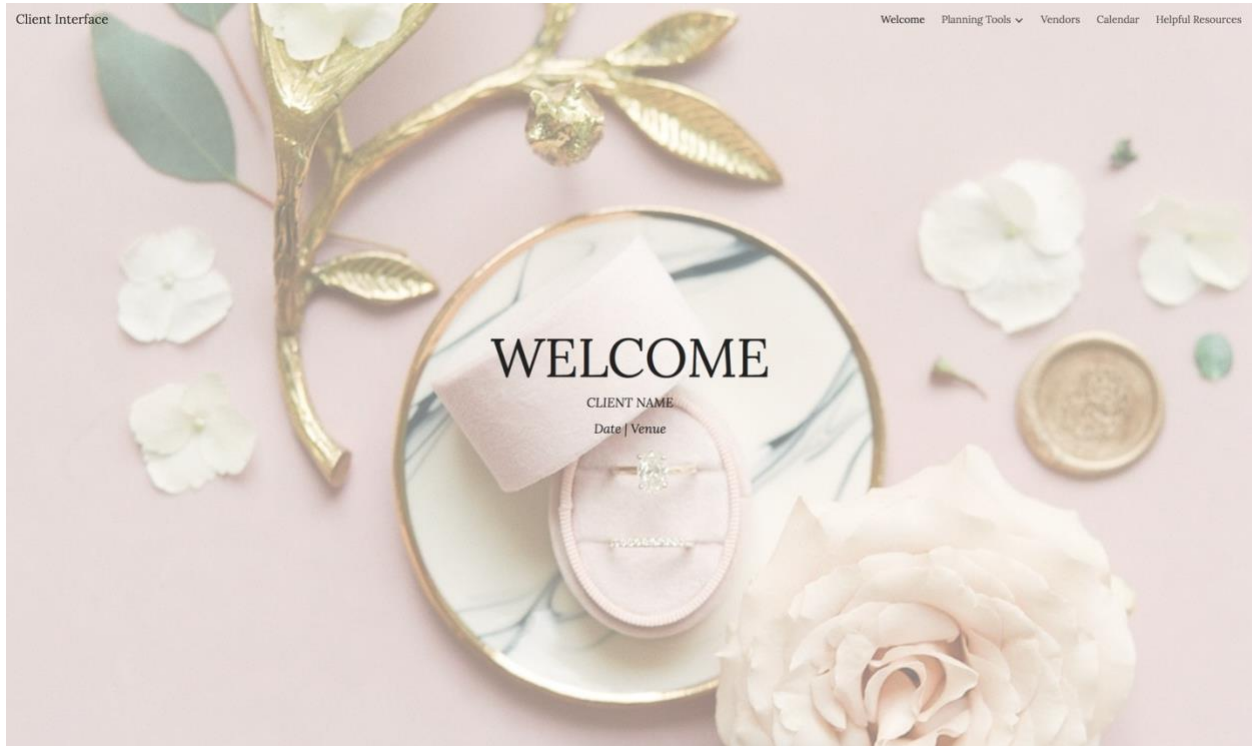 Client Interface
Welcome Planning Tools Vendors Calendar Helpful Resources
WELCOME
CLIENT NAME
Date | Venue